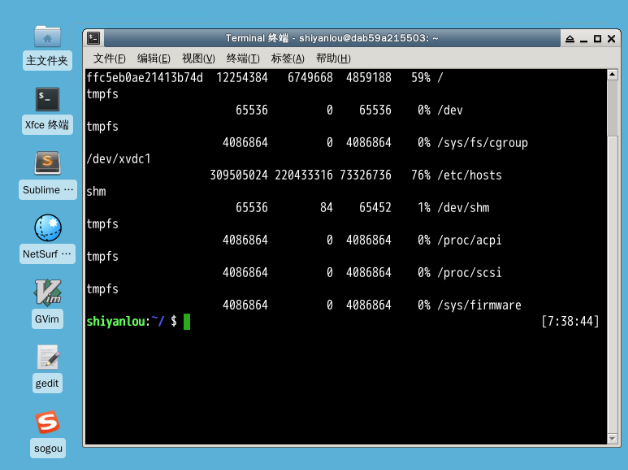 主文件夹
Xfce 终端
Sublime ···
NetSurf ···
GVim
gedit
sogou
Terminal 终端 - shiyanlou@dab59a215503: ~
文件(F) 编辑(E) 视图(V) 终端(T) 标签(A) 帮助(H)
ffc5eb0ae21413b74d 12254384 6749668 4859188 59% /
tmpfs
65536 0 65536 0% /dev
tmpfs
4086864 0 4086864 0% /sys/fs/cgroup
/dev/xvdc1
309505024 220433316 73326736 76% /etc/hosts
shm
65536 84 65452 1% /dev/shm
tmpfs
4086864 0 4086864 0% /proc/acpi
tmpfs
4086864 0 4086864 0% /proc/scsi
tmpfs
4086864 0 4086864 0% /sys/firmware
shiyanlou:~/ $ [7:38:44]